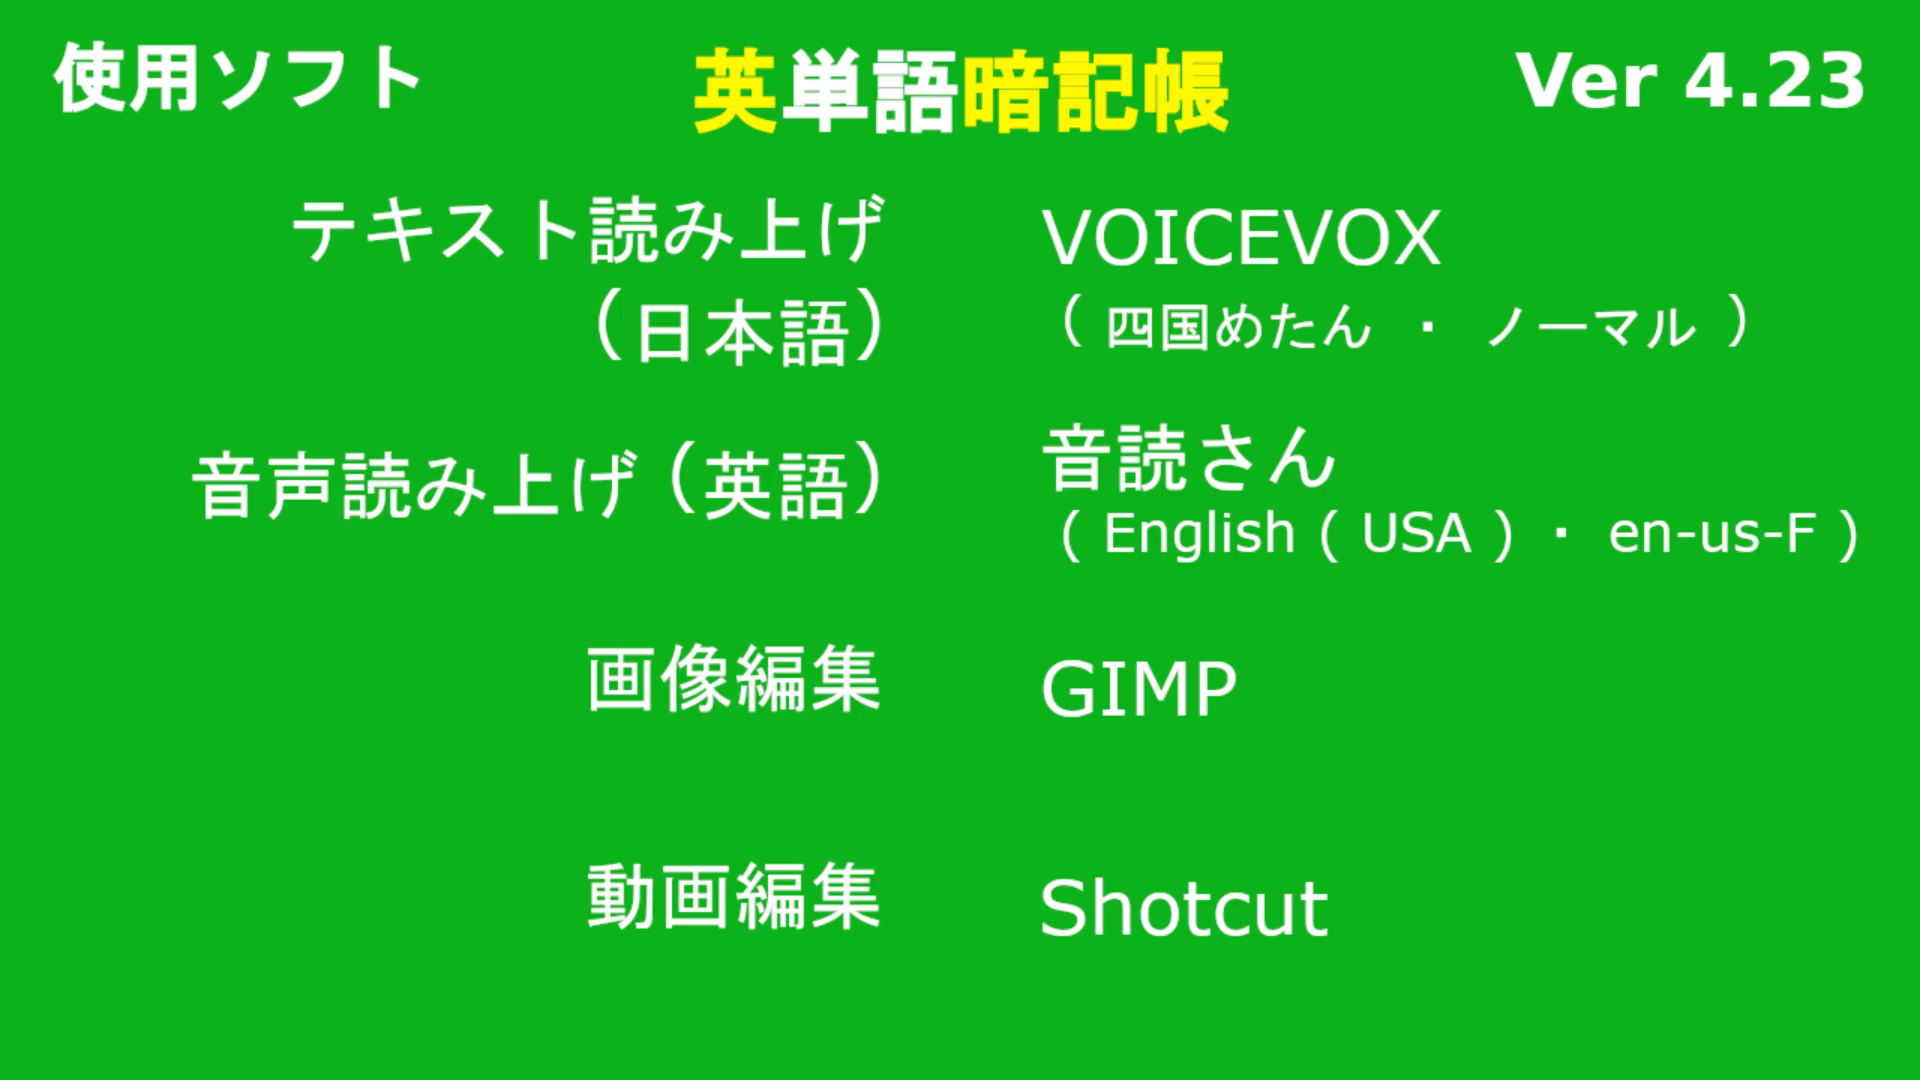 使用ソフト
英単語暗記帳
Ver 4.23
テキスト読み上げ
（日本語）
VOICEVOX
（ 四国めたん ・ ノーマル ）
音声読み上げ（英語）
音読さん
( English ( USA ) ・ en-us-F )
画像編集
GIMP
動画編集
Shotcut